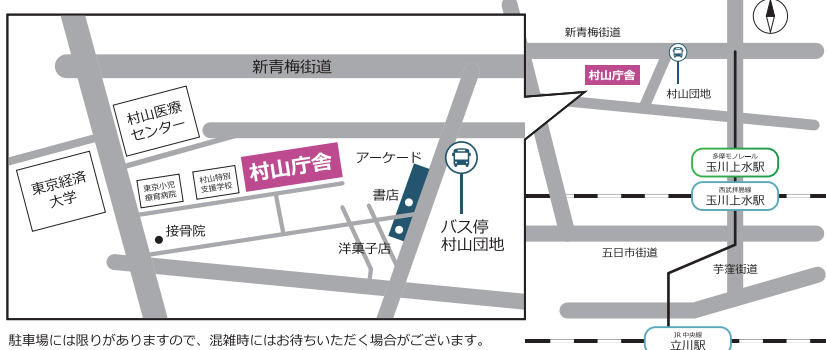 新青梅街道
村山医療
センター
村山庁舎
アーケード
東京経済
大学
東京小児
療育病院
村山特別
支援学校
書店
バス停
村山団地
接骨院
洋菓子店
新青梅街道
村山庁舎
村山団地
多摩モノレール
玉川上水駅
西武拝島線
玉川上水駅
五日市街道
芋窪街道
JR 中央線
立川駅
駐車場には限りがありますので、混雑時にはお待ちいただく場合がございます。